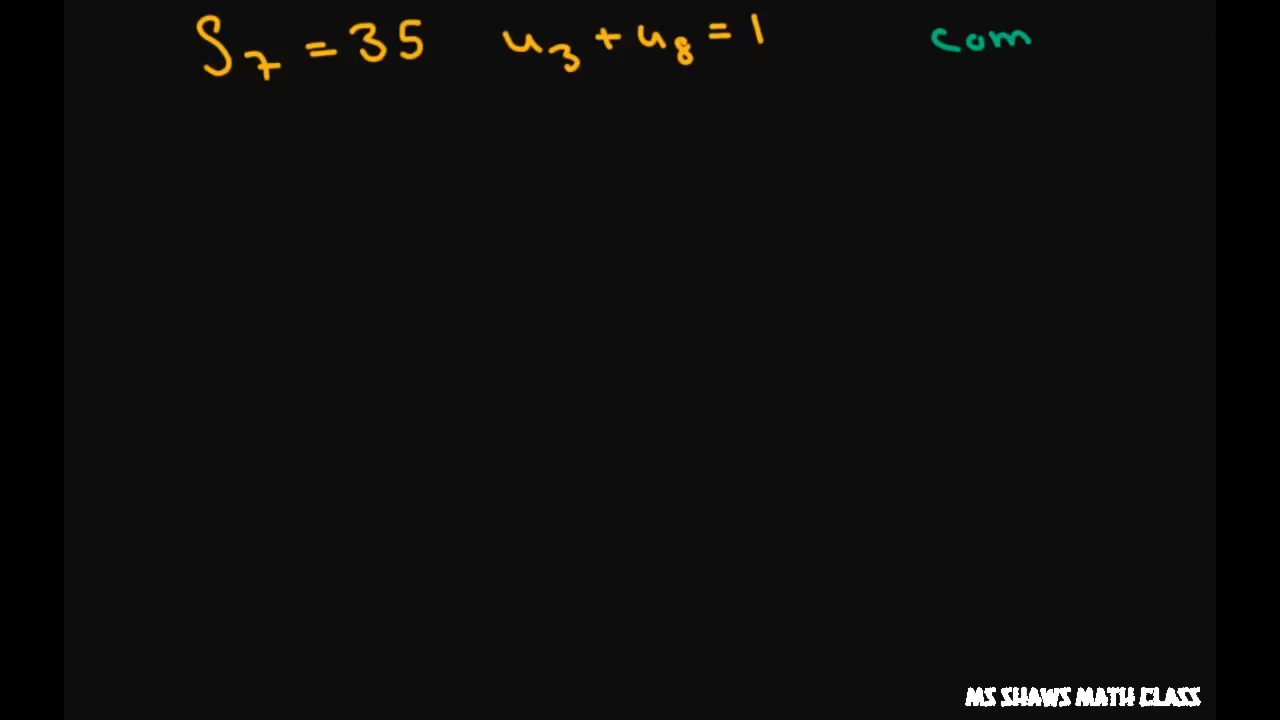 S₇ = 35 u₃ + u₈ = 1 com
MS SHAWS MATH CLASS